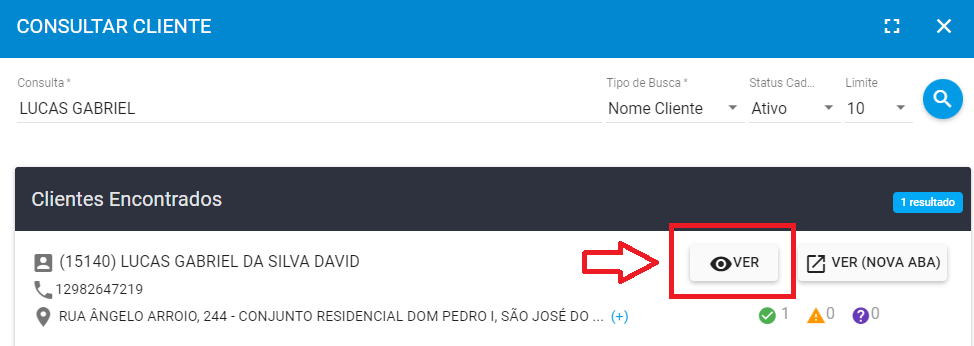 CONSULTAR CLIENTE
Consulta *
Tipo de Busca *
Status Cad...
Limite
LUCAS GABRIEL
Nome Cliente
Ativo
10
Clientes Encontrados
1 resultado
(15140) LUCAS GABRIEL DA SILVA DAVID
VER
VER (NOVA ABA)
12982647219
RUA ÂNGELO ARROIO, 244 - CONJUNTO RESIDENCIAL DOM PEDRO I, SÃO JOSÉ DO ... (+)
1
0
? 0